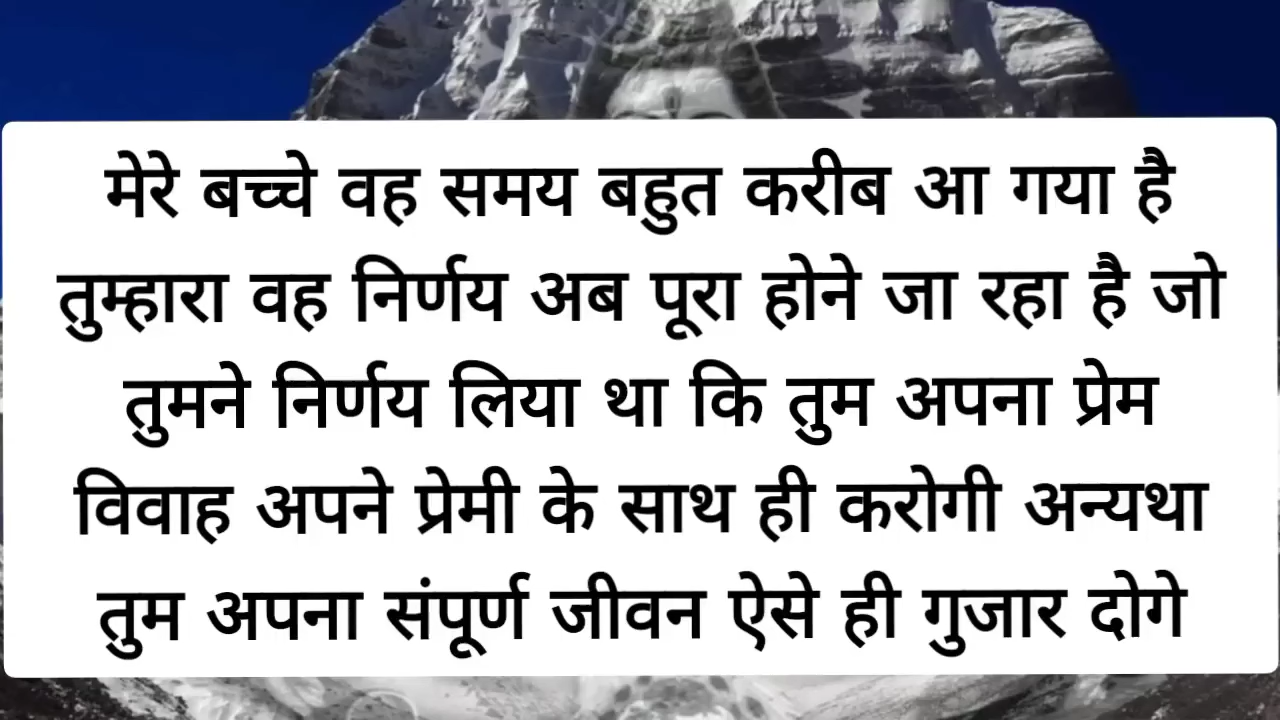 मेरे बच्चे वह समय बहुत करीब आ गया है
तुम्हारा वह निर्णय अब पूरा होने जा रहा है जो
तुमने निर्णय लिया था कि तुम अपना प्रेम
विवाह अपने प्रेमी के साथ ही करोगी अन्यथा
तुम अपना संपूर्ण जीवन ऐसे ही गुजार दोगे